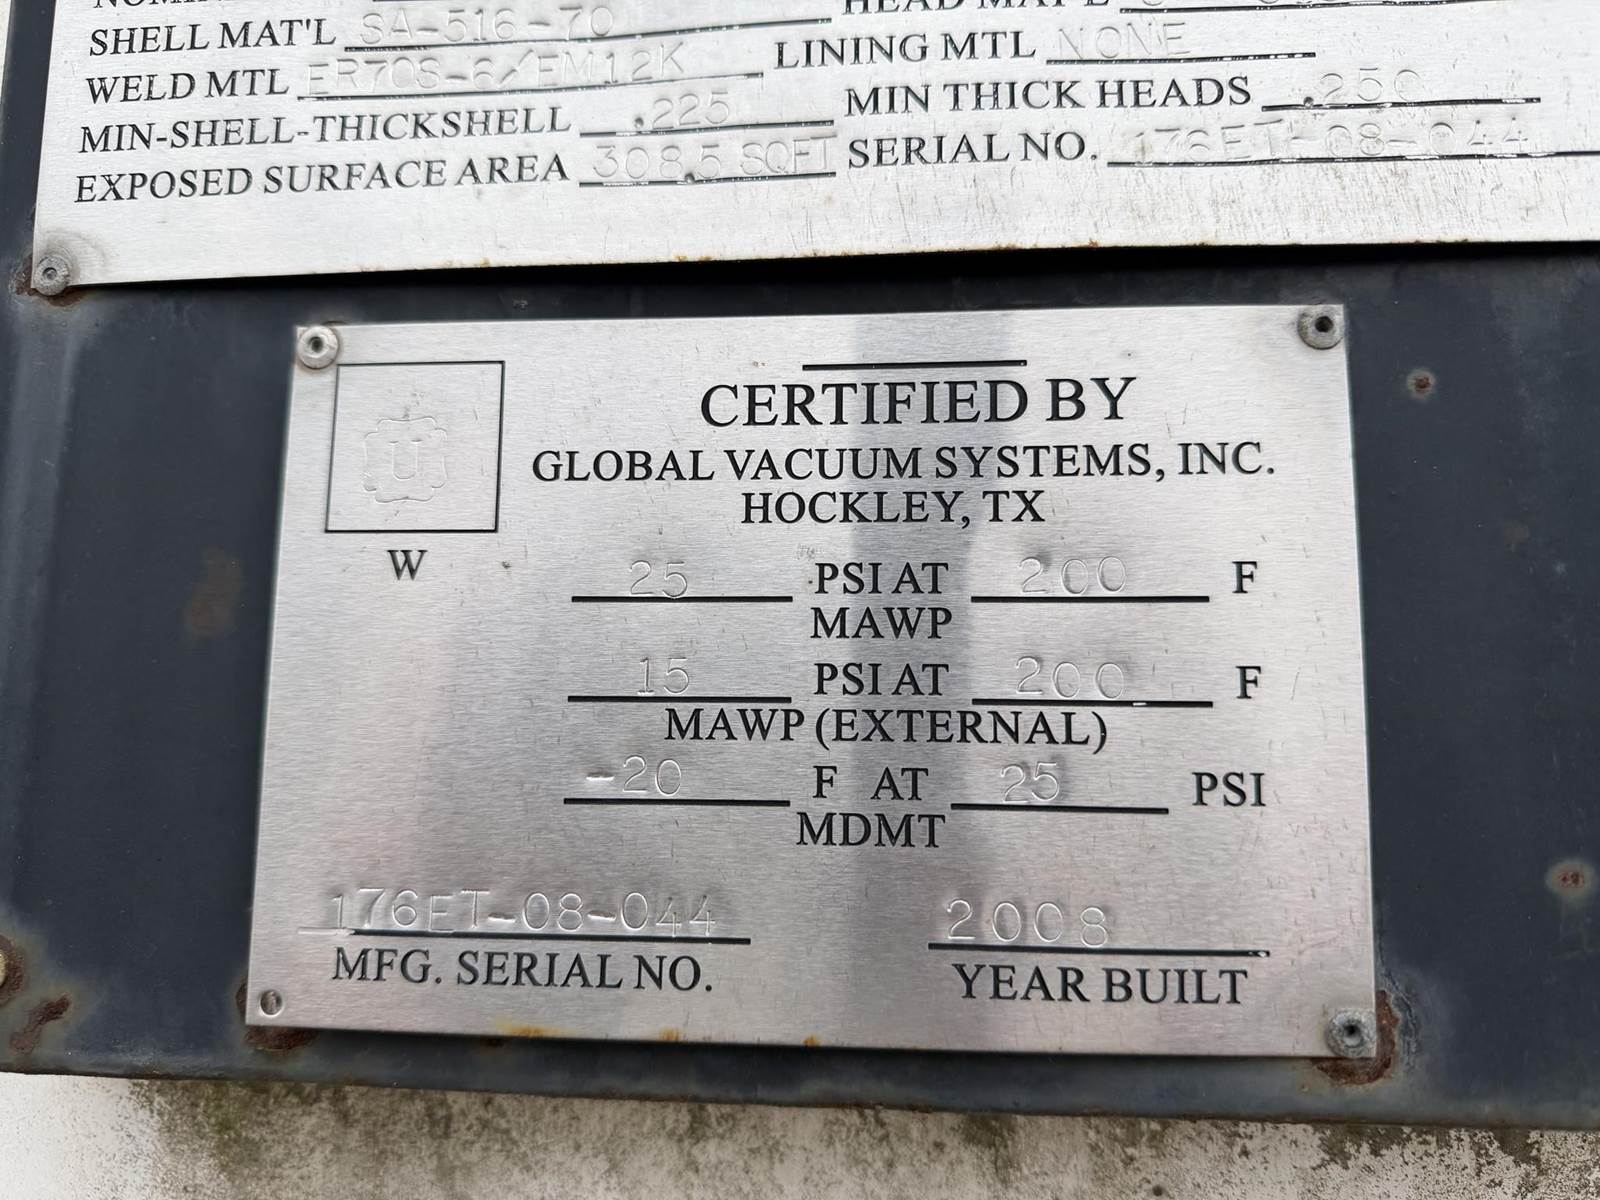 SHELL MAT'L SA-516-70
WELD MTL ER70S-6/EM12K LINING MTL NONE
MIN-SHELL-THICKSHELL .225 MIN THICK HEADS .250
EXPOSED SURFACE AREA 308.5 SQFT SERIAL NO. 176ET-08-044
U
W
CERTIFIED BY
GLOBAL VACUUM SYSTEMS, INC.
HOCKLEY, TX
25 PSI AT 200 F
MAWP
15 PSI AT 200 F
MAWP (EXTERNAL)
-20 F AT 25 PSI
MDMT
176ET-08-044 2008
MFG. SERIAL NO. YEAR BUILT